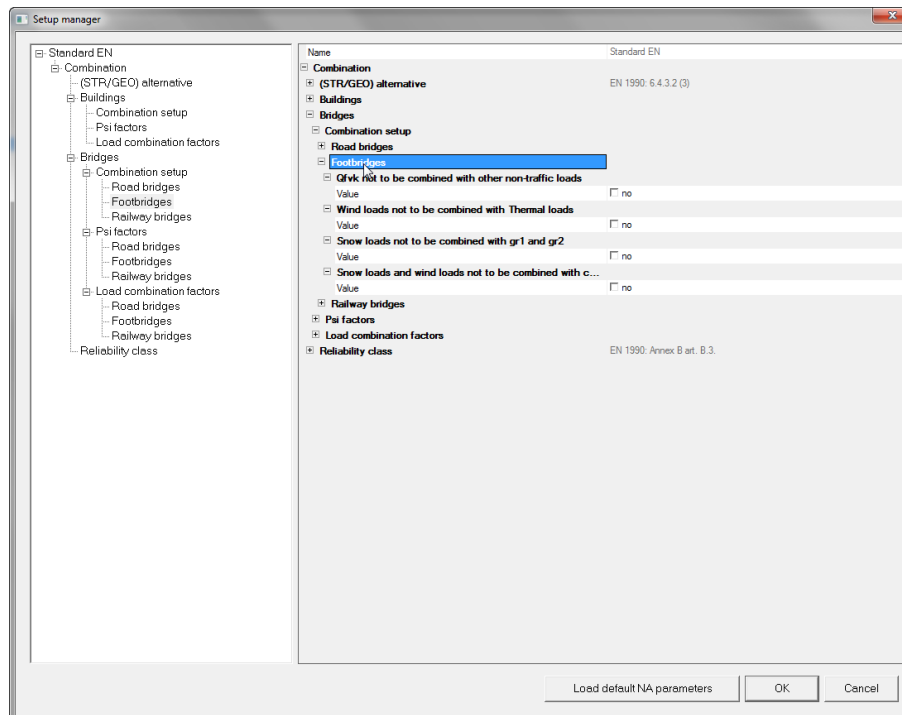 Setup manager
Standard EN
Combination
(STR/GEO) alternative
Buildings
Combination setup
Psi factors
Load combination factors
Bridges
Combination setup
Road bridges
Footbridges
Railway bridges
Psi factors
Road bridges
Footbridges
Railway bridges
Load combination factors
Road bridges
Footbridges
Railway bridges
Reliability class
Name Standard EN
Combination
(STR/GEO) alternative EN 1990: 6.4.3.2 (3)
Buildings
Bridges
Combination setup
Road bridges
Footbridges
Qfvk not to be combined with other non-traffic loads
Value no
Wind loads not to be combined with Thermal loads
Value no
Snow loads not to be combined with gr1 and gr2
Value no
Snow loads and wind loads not to be combined with c...
Value no
Railway bridges
Psi factors
Load combination factors
Reliability class EN 1990: Annex B art. B.3.
Load default NA parameters OK Cancel